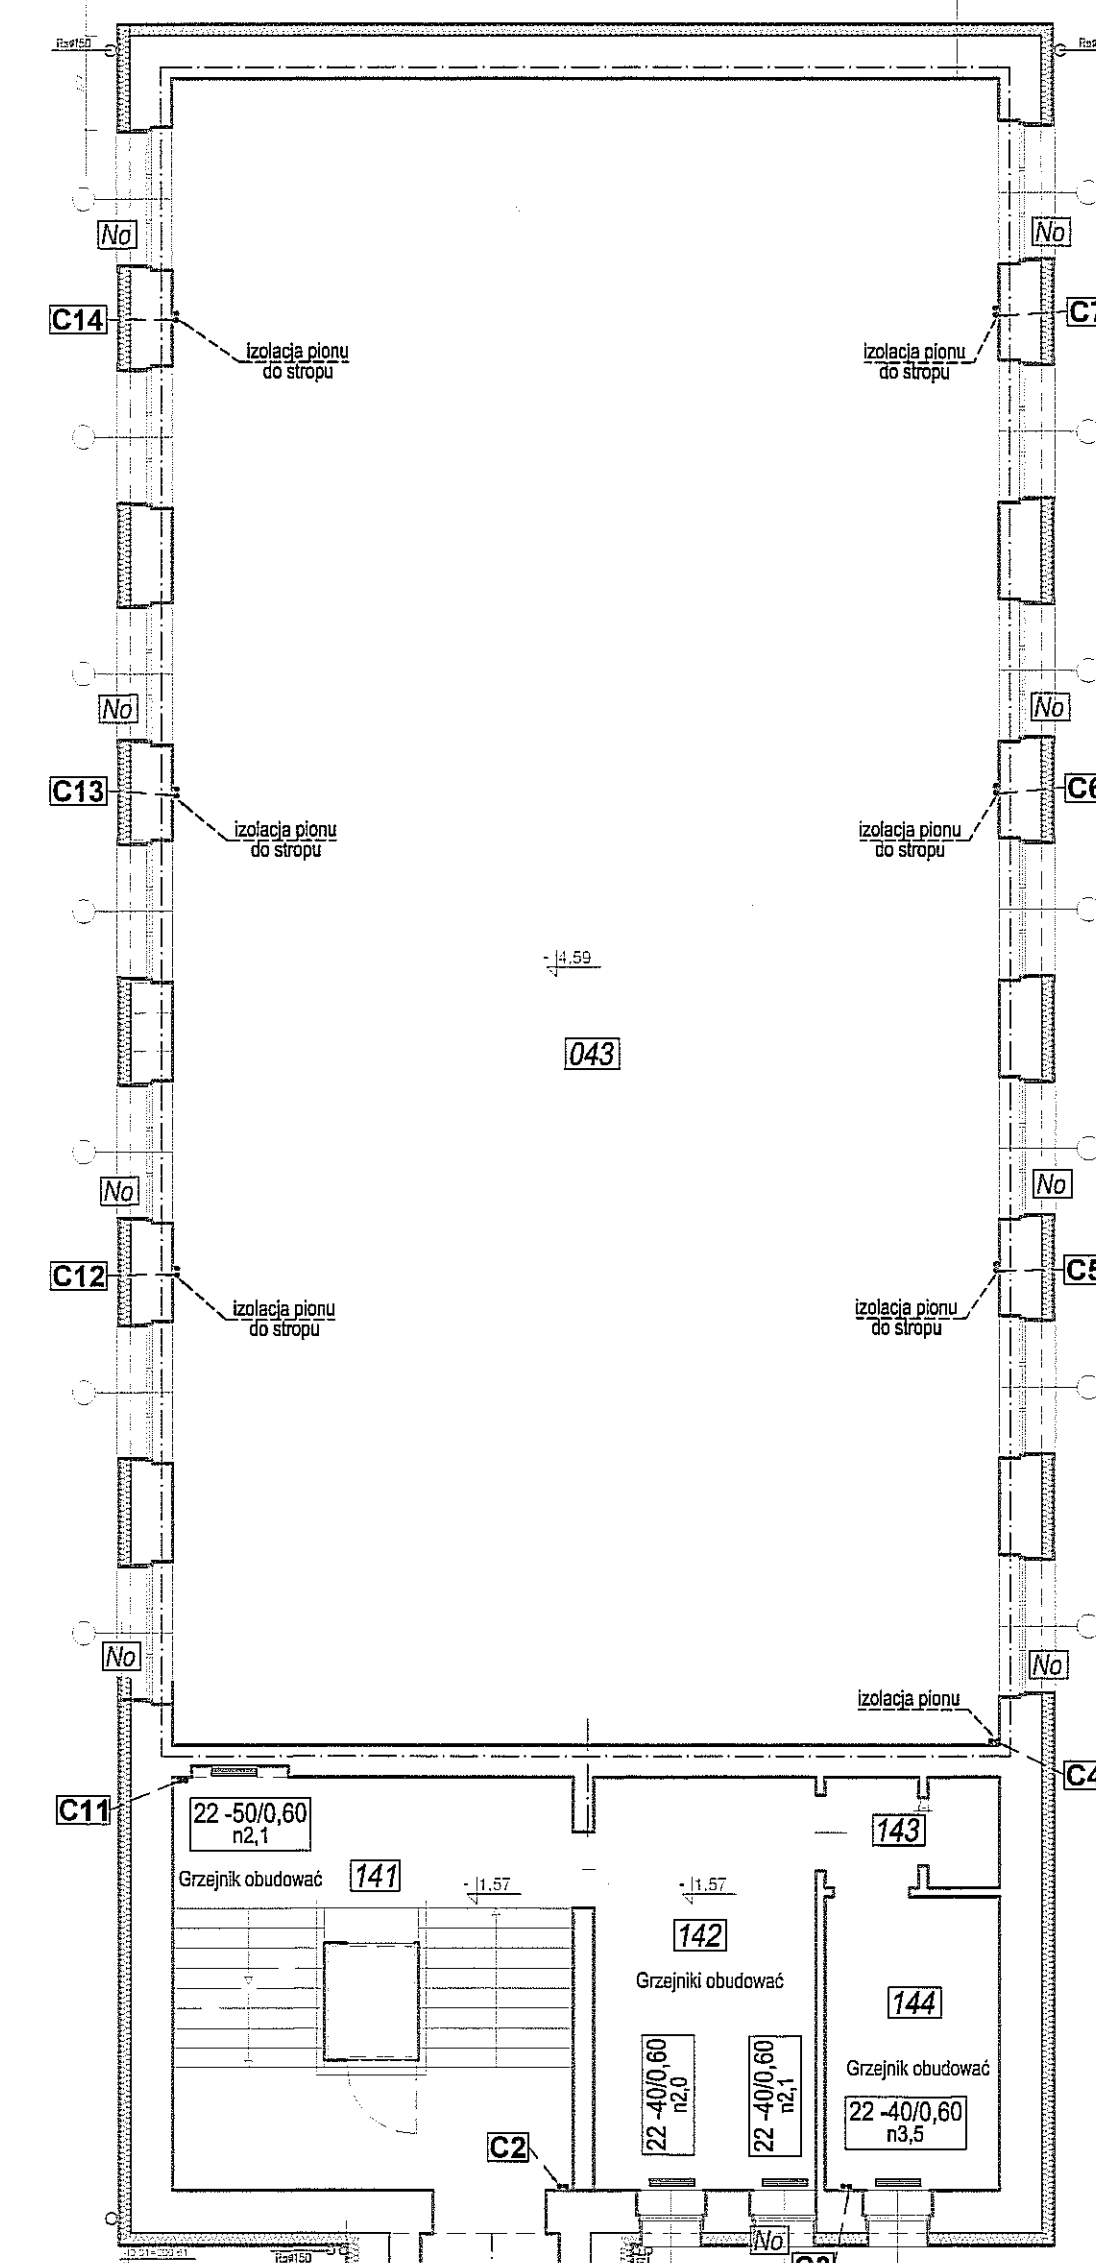 Rsø150
No
No
C14
izolacja pionu
do stropu
izolacja pionu
do stropu
No
No
C13
C6
izolacja pionu
do stropu
izolacja pionu
do stropu
- 4,59
043
No
No
C12
C5
izolacja pionu
do stropu
izolacja pionu
do stropu
No
No
izolacja pionu
C4
C11
22 -50/0,60
n2,1
Grzejnik obudować
141
- 1,57
- 1,57
143
142
Grzejniki obudować
144
22 -40/0,60
n2,0
22 -40/0,60
n2,1
Grzejnik obudować
22 -40/0,60
n3,5
C2
No
Rsø150